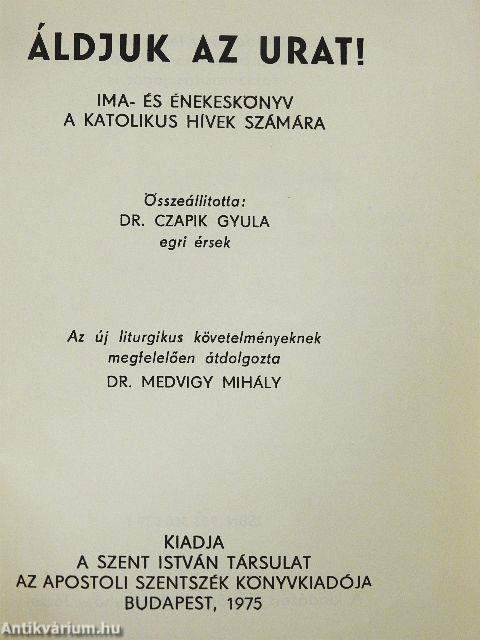 ÁLDJUK AZ URAT!
IMA- ÉS ÉNEKESKÖNYV
A KATOLIKUS HÍVEK SZÁMÁRA
Összeállította:
DR. CZAPIK GYULA
egri érsek
Az új liturgikus követelményeknek
megfelelően átdolgozta
DR. MEDVIGY MIHÁLY
KIADJA
A SZENT ISTVÁN TÁRSULAT
AZ APOSTOLI SZENTSZÉK KÖNYVKIADÓJA
BUDAPEST, 1975
Antikvárium.hu